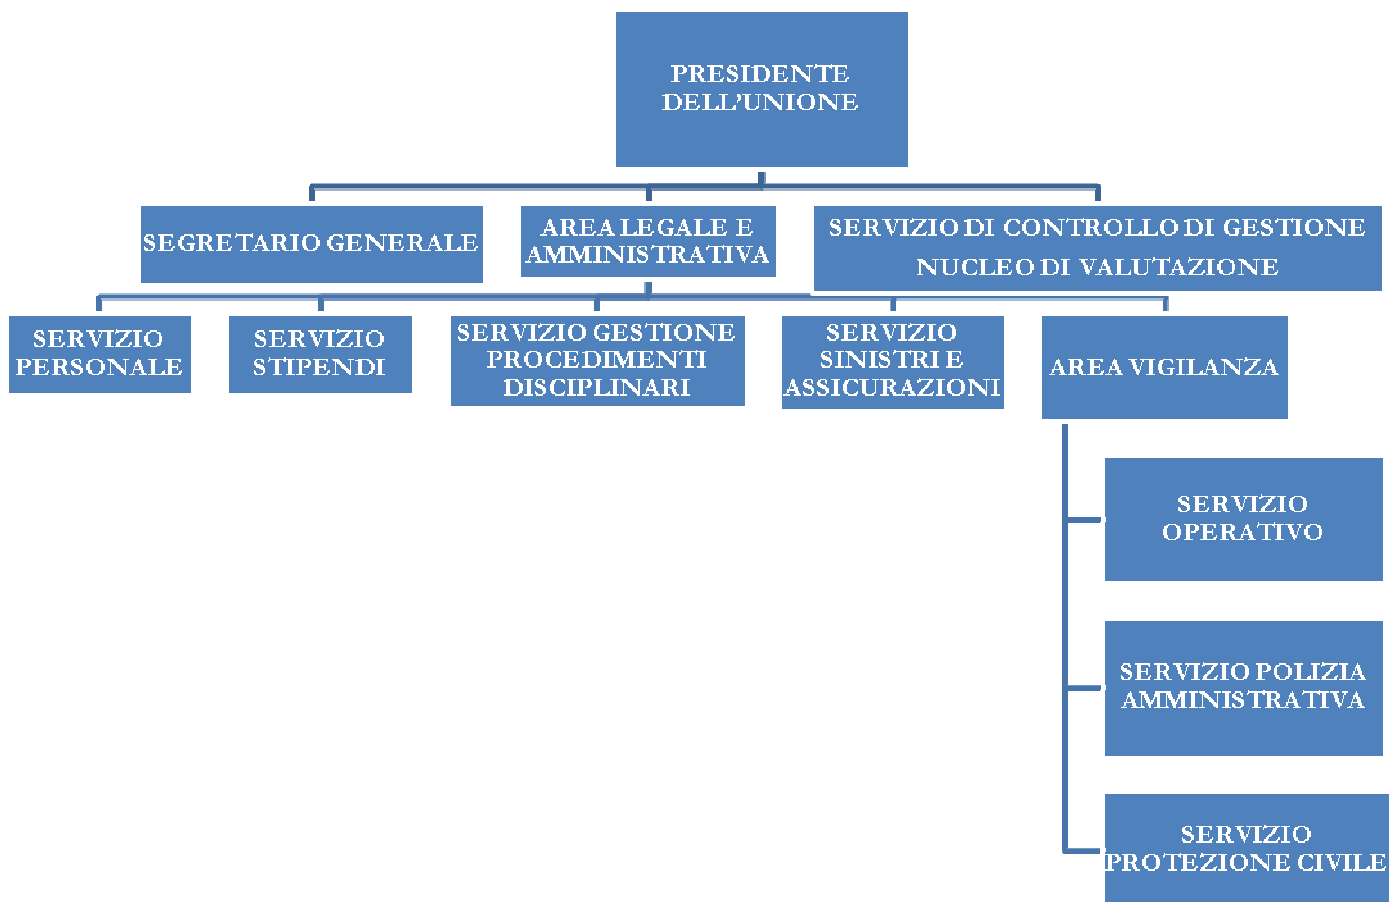 PRESIDENTE
DELL’UNIONE
SEGRETARIO GENERALE
AREA LEGALE E
AMMINISTRATIVA
SERVIZIO DI CONTROLLO DI GESTIONE
NUCLEO DI VALUTAZIONE
SERVIZIO
PERSONALE
SERVIZIO
STIPENDI
SERVIZIO GESTIONE
PROCEDIMENTI
DISCIPLINARI
SERVIZIO
SINISTRI E
ASSICURAZIONI
AREA VIGILANZA
SERVIZIO
OPERATIVO
SERVIZIO POLIZIA
AMMINISTRATIVA
SERVIZIO
PROTEZIONE CIVILE